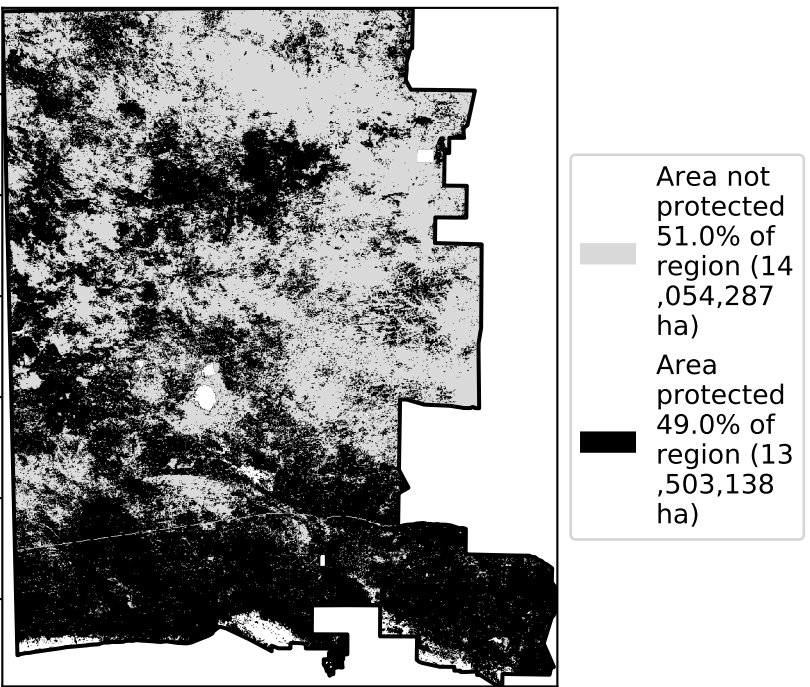 Area not
protected
51.0% of
region (14
,054,287
ha)
Area
protected
49.0% of
region (13
,503,138
ha)